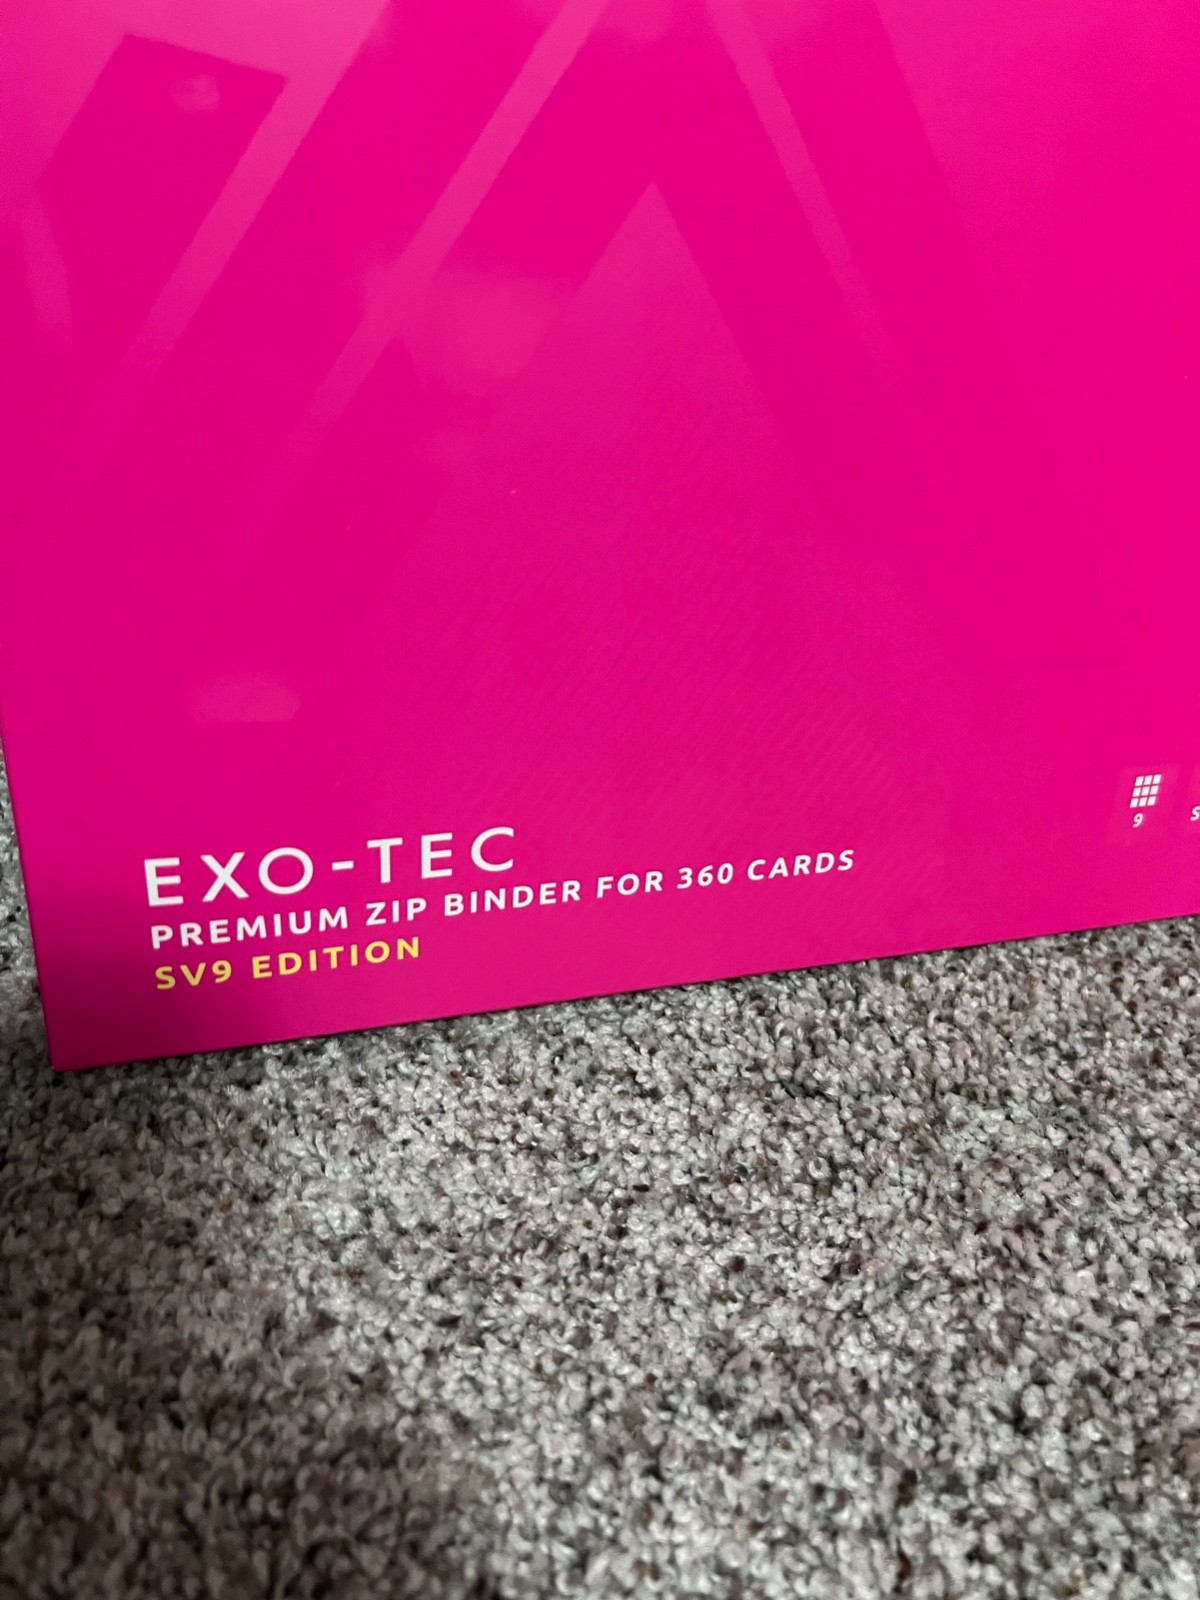 EXO-TEC
PREMIUM ZIP BINDER FOR 360 CARDS
SV9 EDITION
9